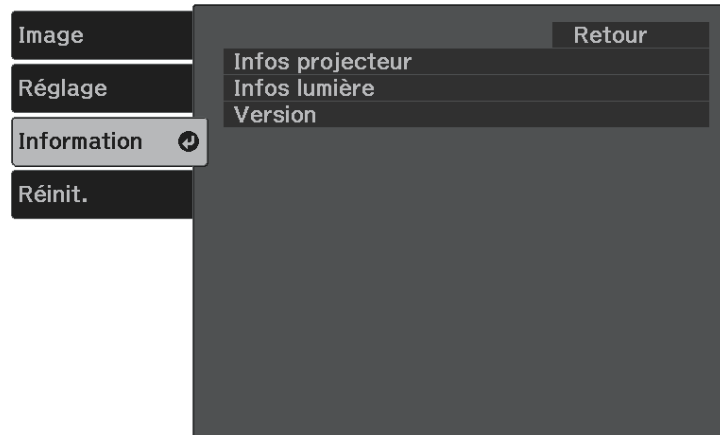 Image
Réglage
Information
Réinit.
Retour
Infos projecteur
Infos lumière
Version